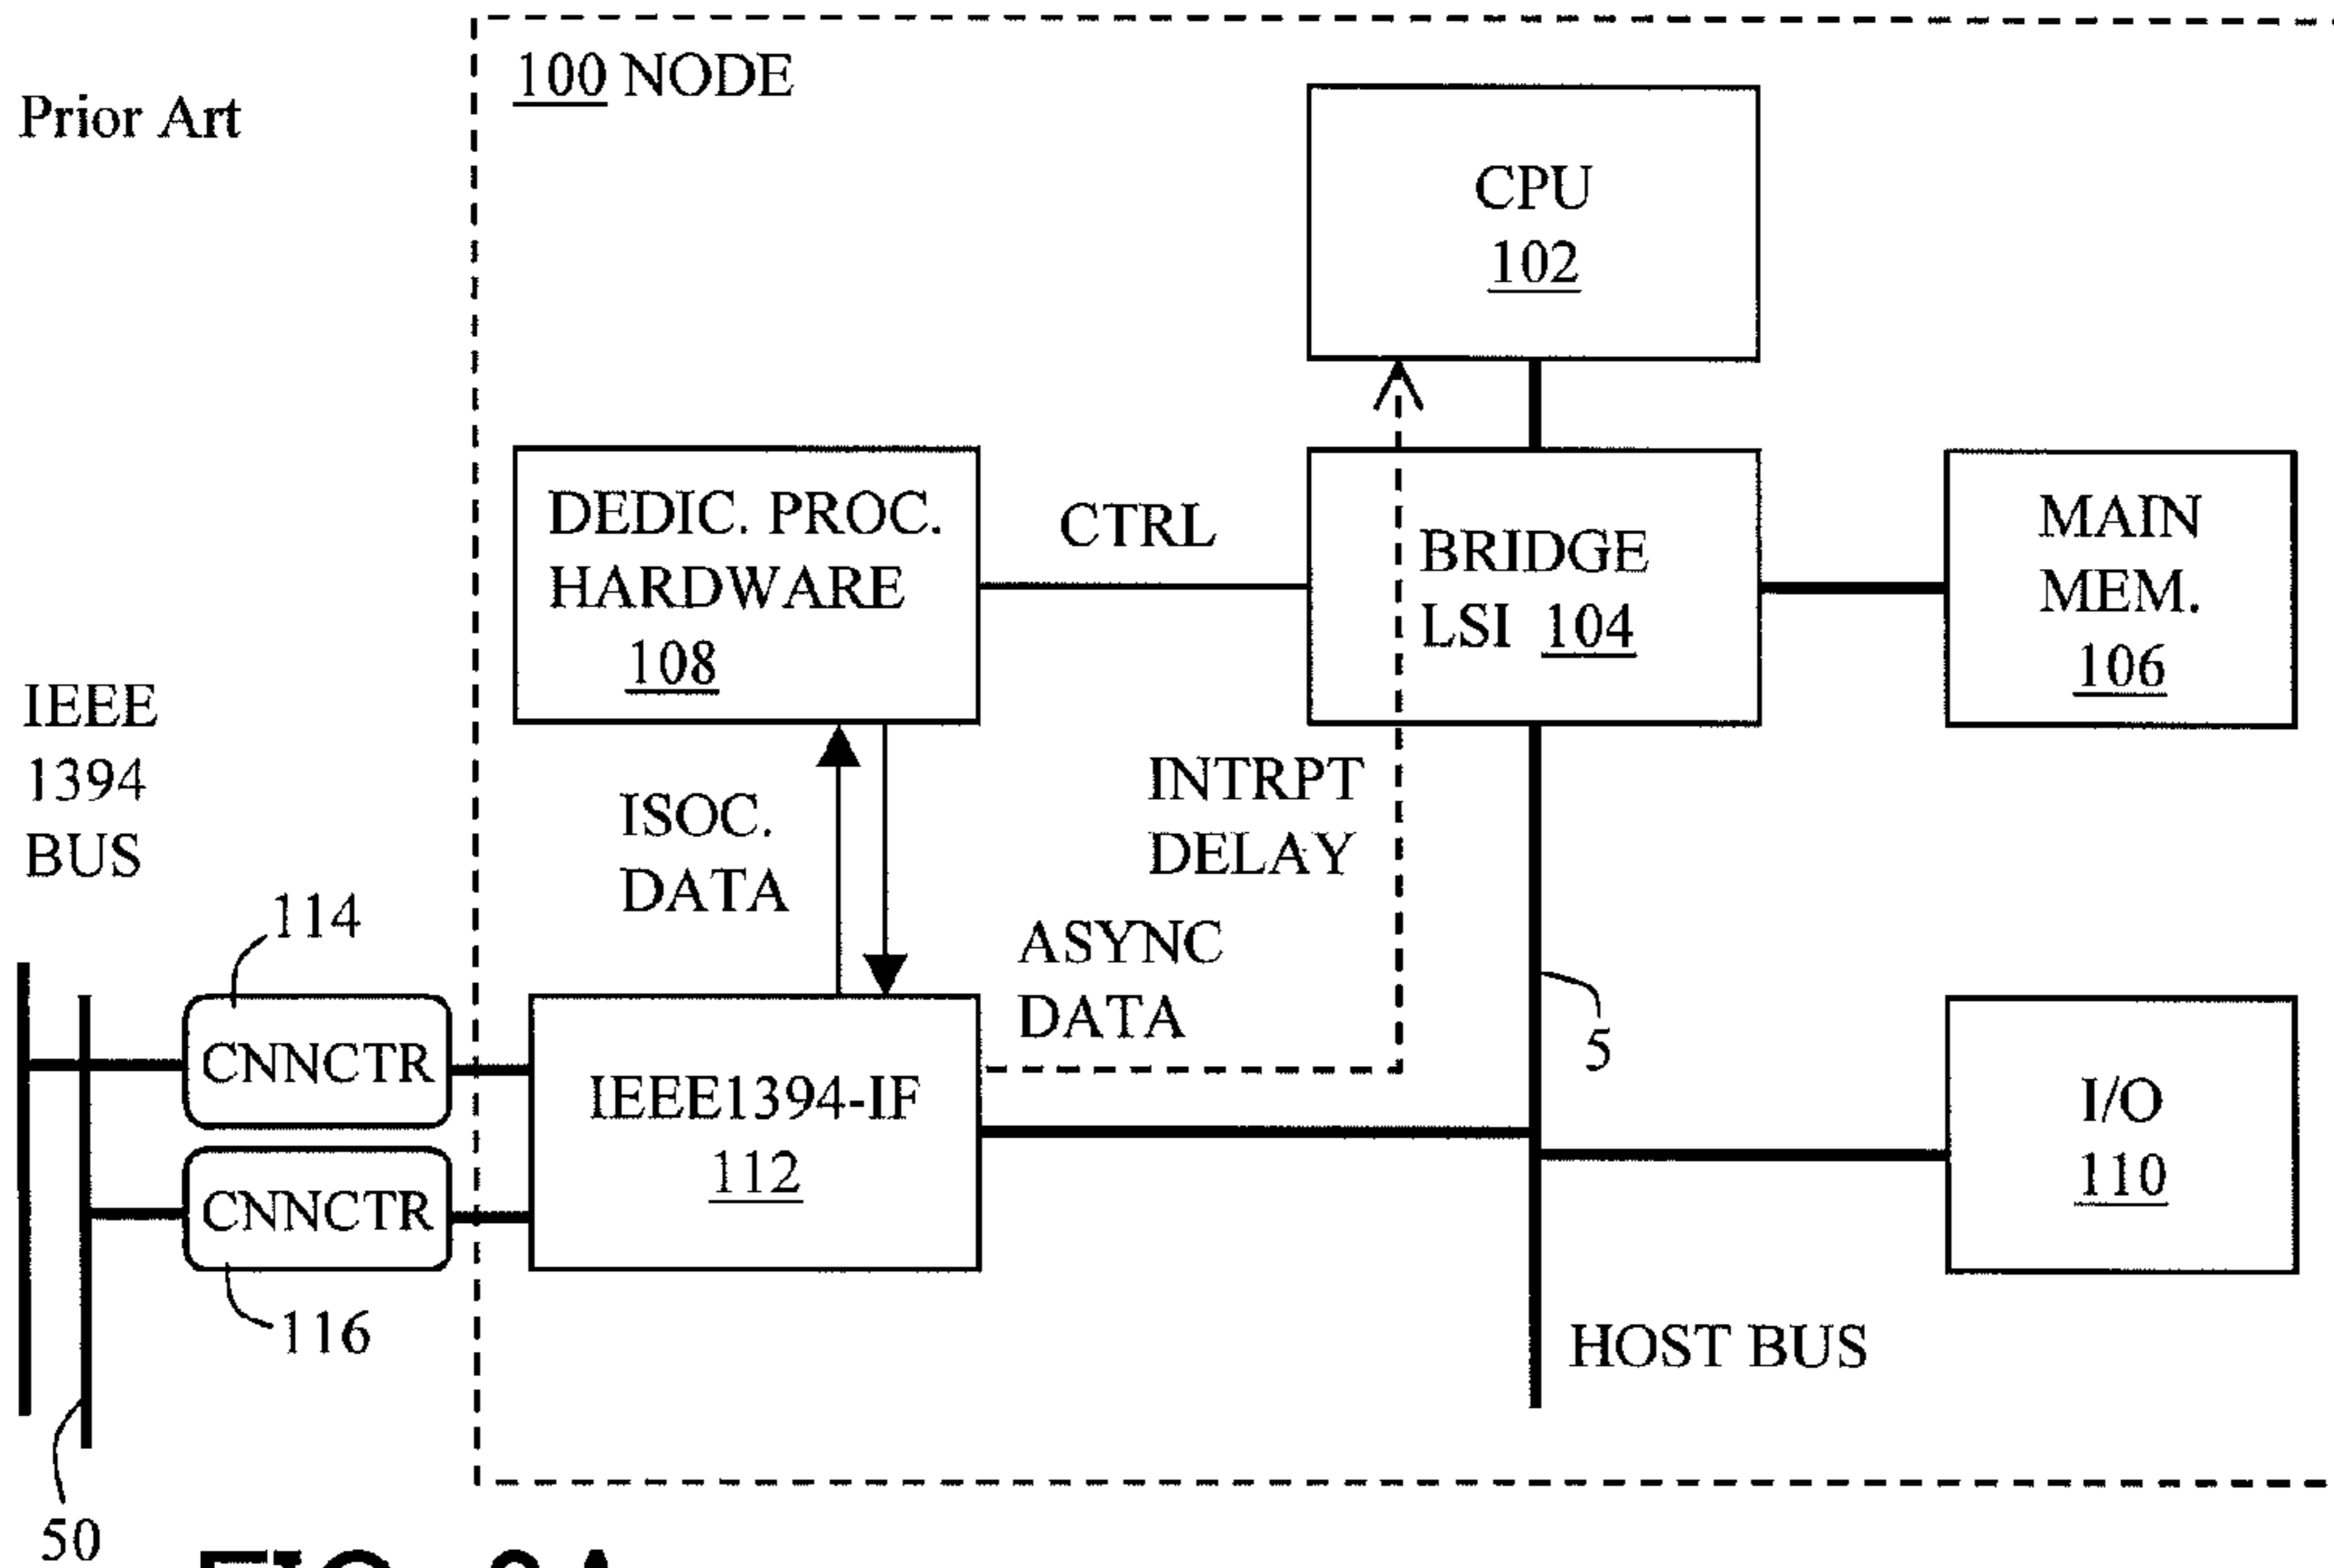 Prior Art
100 NODE
CPU
102
DEDIC. PROC.
HARDWARE
108
CTRL
BRIDGE
LSI 104
MAIN
MEM.
106
IEEE
1394
BUS
ISOC.
DATA
INTRPT
DELAY
ASYNC
DATA
114
CNNCTR
CNNCTR
116
IEEE1394-IF
112
5
I/O
110
HOST BUS
50